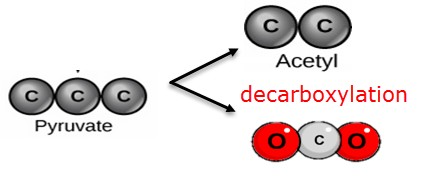 C C
Acetyl
decarboxylation
C C C
Pyruvate
O C O